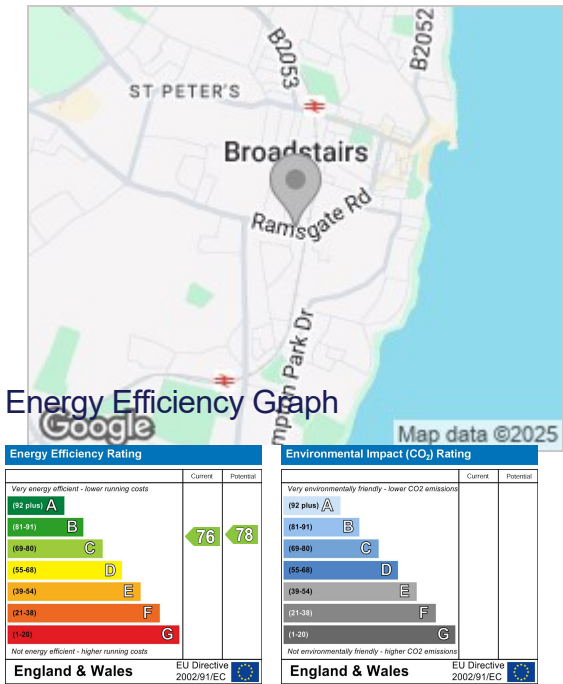 B2053
B2052
ST PETER'S
Broadstairs
Ramsgate Rd
mpton Park Dr
Energy Efficiency Graph
Google
Map data ©2025
Energy Efficiency Rating
Current Potential
Very energy efficient - lower running costs
(92 plus) A
(81-91) B
(69-80) C
(55-68) D
(39-54) E
(21-38) F
(1-20) G
76 78
Not energy efficient - higher running costs
England & Wales
EU Directive
2002/91/EC
Environmental Impact (CO2) Rating
Current Potential
Very environmentally friendly - lower CO2 emissions
(92 plus) A
(81-91) B
(69-80) C
(55-68) D
(39-54) E
(21-38) F
(1-20) G
Not environmentally friendly - higher CO2 emissions
England & Wales
EU Directive
2002/91/EC